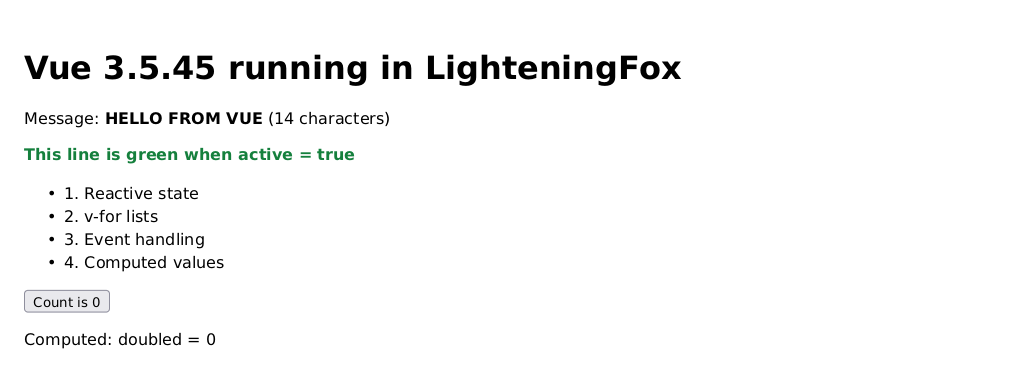 Vue 3.5.45 running in LighteningFox
Message: HELLO FROM VUE (14 characters)
This line is green when active = true
• 1. Reactive state
• 2. v-for lists
• 3. Event handling
• 4. Computed values
Count is 0
Computed: doubled = 0